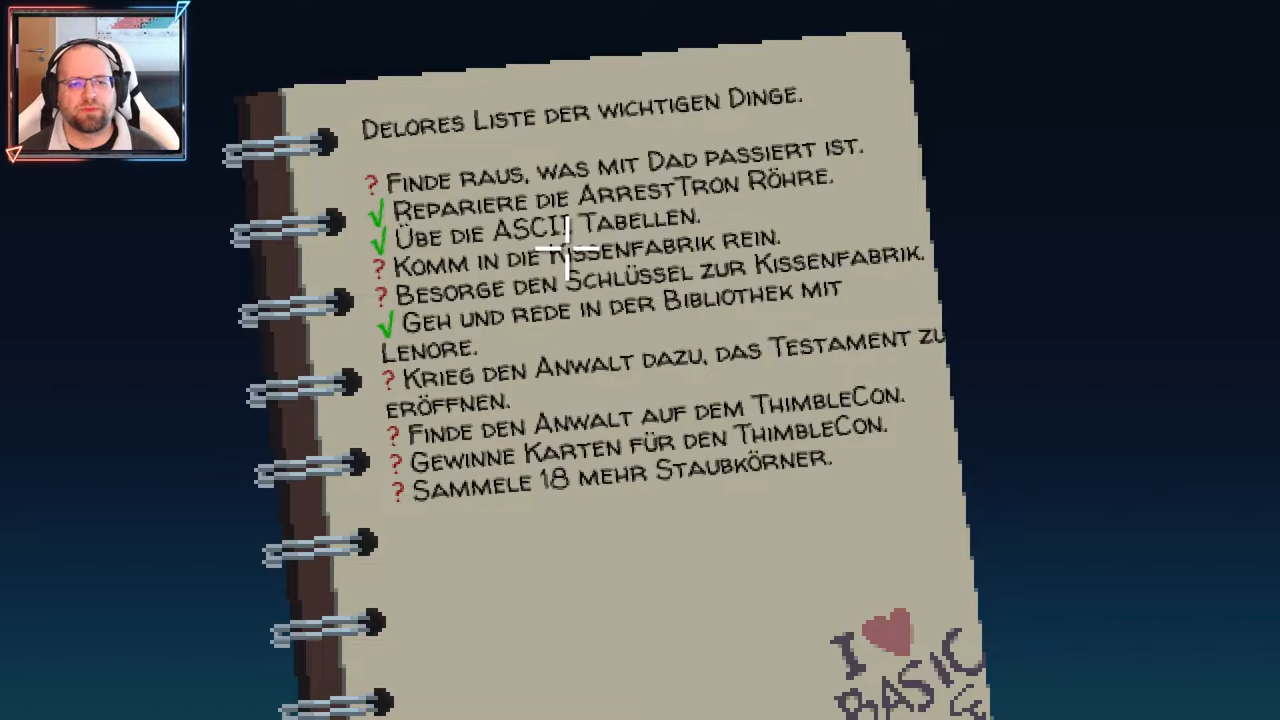 Delores Liste der wichtigen Dinge.
? Finde raus, was mit Dad passiert ist.
√ Repariere die ArrestTron Röhre.
√ Übe die ASCII Tabellen.
? Komm in die Kissenfabrik rein.
? Besorge den Schlüssel zur Kissenfabrik.
√ Geh und rede in der Bibliothek mit
Lenore.
? Krieg den Anwalt dazu, das Testament zu
eröffnen.
? Finde den Anwalt auf dem ThimbleCon.
? Gewinne Karten für den ThimbleCon.
? Sammele 18 mehr Staubkörner.
I ❤
BASIC